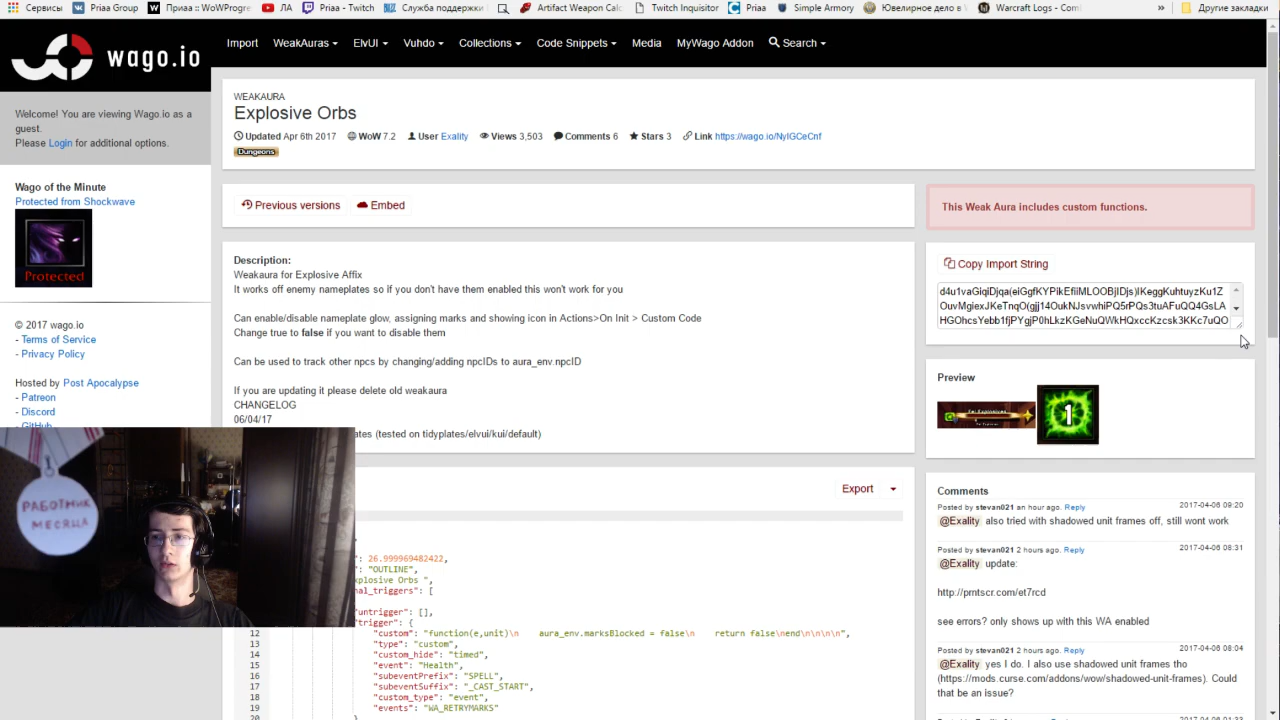 Сервисы
Priaa Group
Приаа :: WoWProgre
ЛА
Priaa - Twitch
Служба поддержки
Artifact Weapon Calc
Twitch Inquisitor
Priaa
Simple Armory
Ювелирное дело в
Warcraft Logs - Com
»
Другие закладки
wago.io
Import
WeakAuras
ElvUI
Vuhdo
Collections
Code Snippets
Media
MyWago Addon
Search
Welcome! You are viewing Wago.io as a
guest.
Please Login for additional options.
Wago of the Minute
Protected from Shockwave
Protected
© 2017 wago.io
- Terms of Service
- Privacy Policy
Hosted by Post Apocalypse
- Patreon
- Discord
- GitHub
РАБОТНИК
МЕСЯЦА
WEAKAURA
Explosive Orbs
Updated Apr 6th 2017
WoW 7.2
User Exality
Views 3,503
Comments 6
Stars 3
Link https://wago.io/NyIGCeCnf
Dungeons
Previous versions
Embed
Description:
Weakaura for Explosive Affix
It works off enemy nameplates so if you don't have them enabled this won't work for you
Can enable/disable nameplate glow, assigning marks and showing icon in Actions>On Init > Custom Code
Change true to false if you want to disable them
Can be used to track other npcs by changing/adding npcIDs to aura_env.npcID
If you are updating it please delete old weakaura
CHANGELOG
06/04/17
ates (tested on tidyplates/elvui/kui/default)
Export
: 26.999969482422,
: "OUTLINE",
xplosive Orbs ",
nal_triggers": [
"untrigger": [],
"trigger": {
12 "custom": "function(e,unit)\n    aura_env.marksBlocked = false\n    return false\nend\n\n\n\n",
13 "type": "custom",
14 "custom_hide": "timed",
15 "event": "Health",
16 "subeventPrefix": "SPELL",
17 "subeventSuffix": "_CAST_START",
18 "custom_type": "event",
19 "events": "WA_RETRYMARKS"
20 }
This Weak Aura includes custom functions.
Copy Import String
Preview
1
Comments
Posted by stevan021 an hour ago. Reply
2017-04-06 09:20
@Exality also tried with shadowed unit frames off, still wont work
Posted by stevan021 2 hours ago. Reply
2017-04-06 08:31
@Exality update:
http://prntscr.com/et7rcd
see errors? only shows up with this WA enabled
Posted by stevan021 2 hours ago. Reply
2017-04-06 08:04
@Exality yes I do. I also use shadowed unit frames tho
(https://mods.curse.com/addons/wow/shadowed-unit-frames). Could
that be an issue?